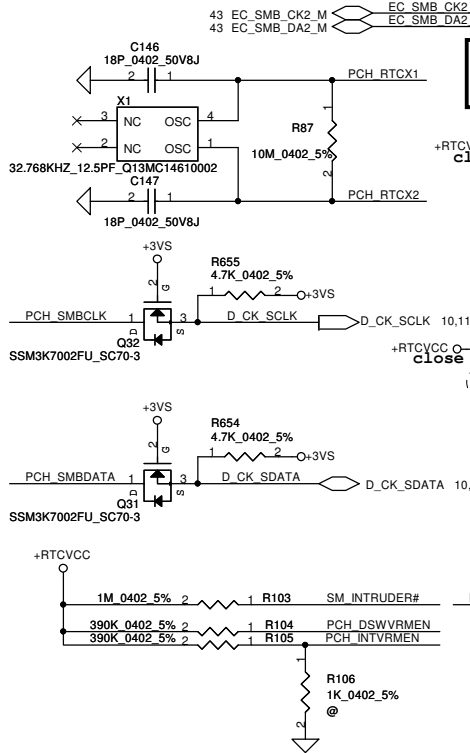 43 EC_SMB_CK2_M EC_SMB_CK2
43 EC_SMB_DA2_M EC_SMB_DA2
C146
18P_0402_50V8J
2 1 PCH_RTCX1
X1
3 NC OSC 4
2 NC OSC 1
R87
10M_0402_5%
1
2
+RTCV
cl
32.768KHZ_12.5PF_Q13MC14610002
C147
2 1 PCH_RTCX2
18P_0402_50V8J
+3VS
R655
4.7K_0402_5%
2 G 1 2 +3VS
PCH_SMBCLK 1 3 D_CK_SCLK D_CK_SCLK 10,11
D S
Q32
SSM3K7002FU_SC70-3
+RTCVCC
close
+3VS
R654
4.7K_0402_5%
2 G 1 2 +3VS
PCH_SMBDATA 1 3 D_CK_SDATA D_CK_SDATA 10,
D S
Q31
SSM3K7002FU_SC70-3
+RTCVCC
1M_0402_5% 2 1 R103 SM_INTRUDER#
390K_0402_5% 2 1 R104 PCH_DSWVRMEN
390K_0402_5% 2 1 R105 PCH_INTVRMEN
1
R106
1K_0402_5%
@
2